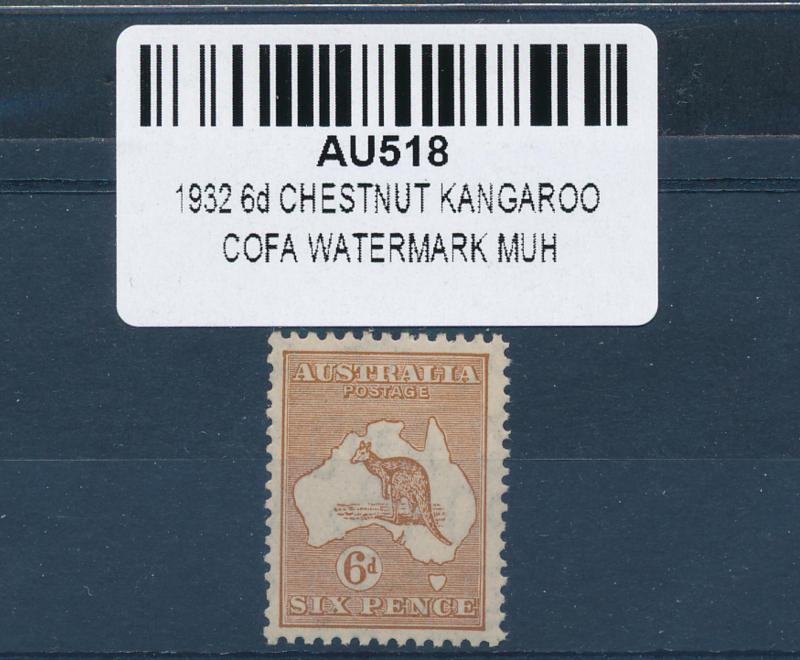 AU518
1932 6d CHESTNUT KANGAROO
COFA WATERMARK MUH
AUSTRALIA
POSTAGE
6d
SIX PENCE